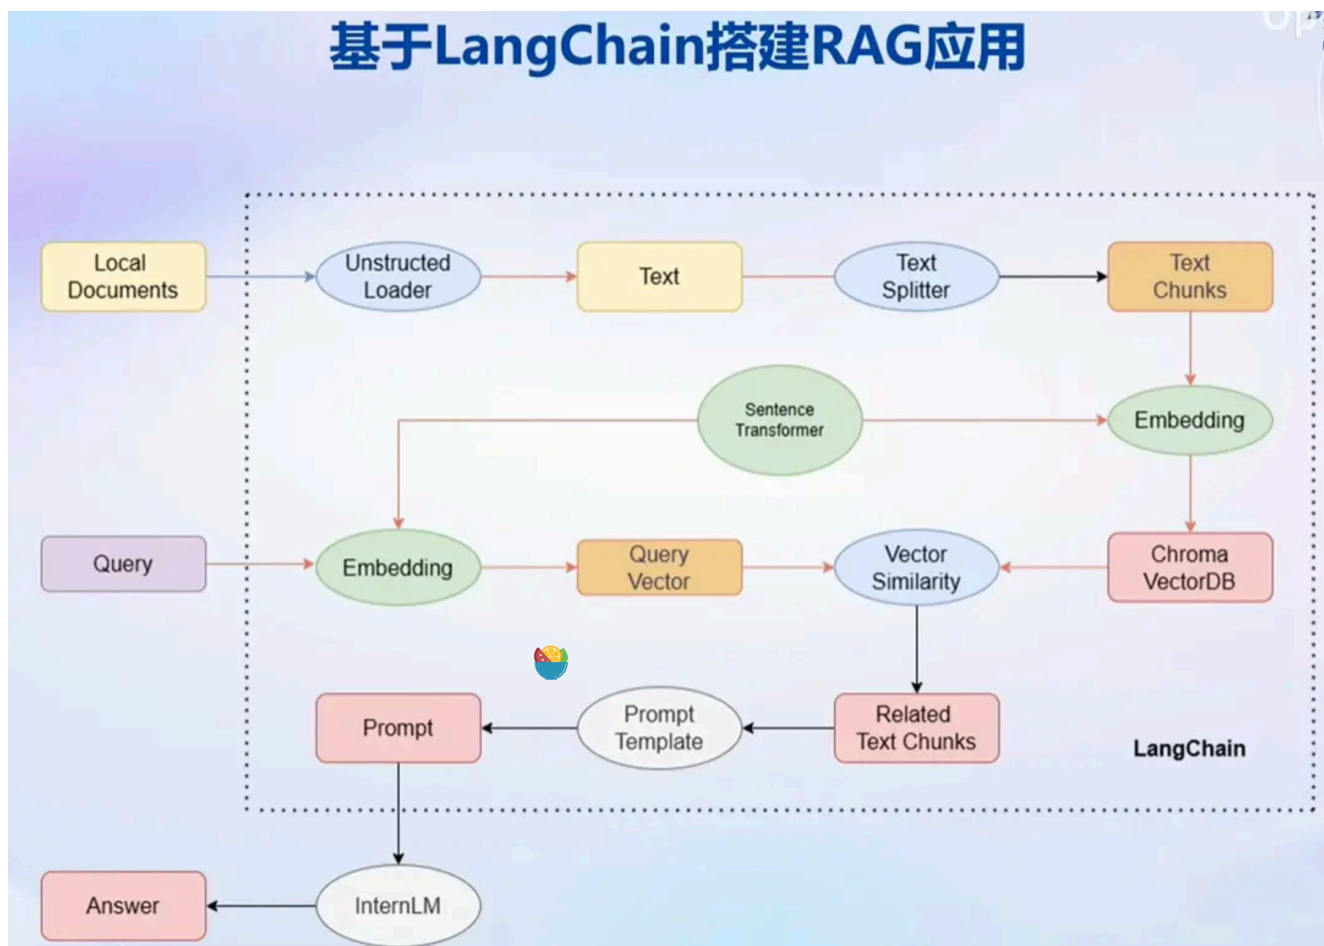 基于LangChain搭建RAG应用
Local
Documents
Unstructed
Loader
Text
Text
Splitter
Text
Chunks
Sentence
Transformer
Embedding
Query
Embedding
Query
Vector
Vector
Similarity
Chroma
VectorDB
Prompt
Prompt
Template
Related
Text Chunks
LangChain
Answer
InternLM